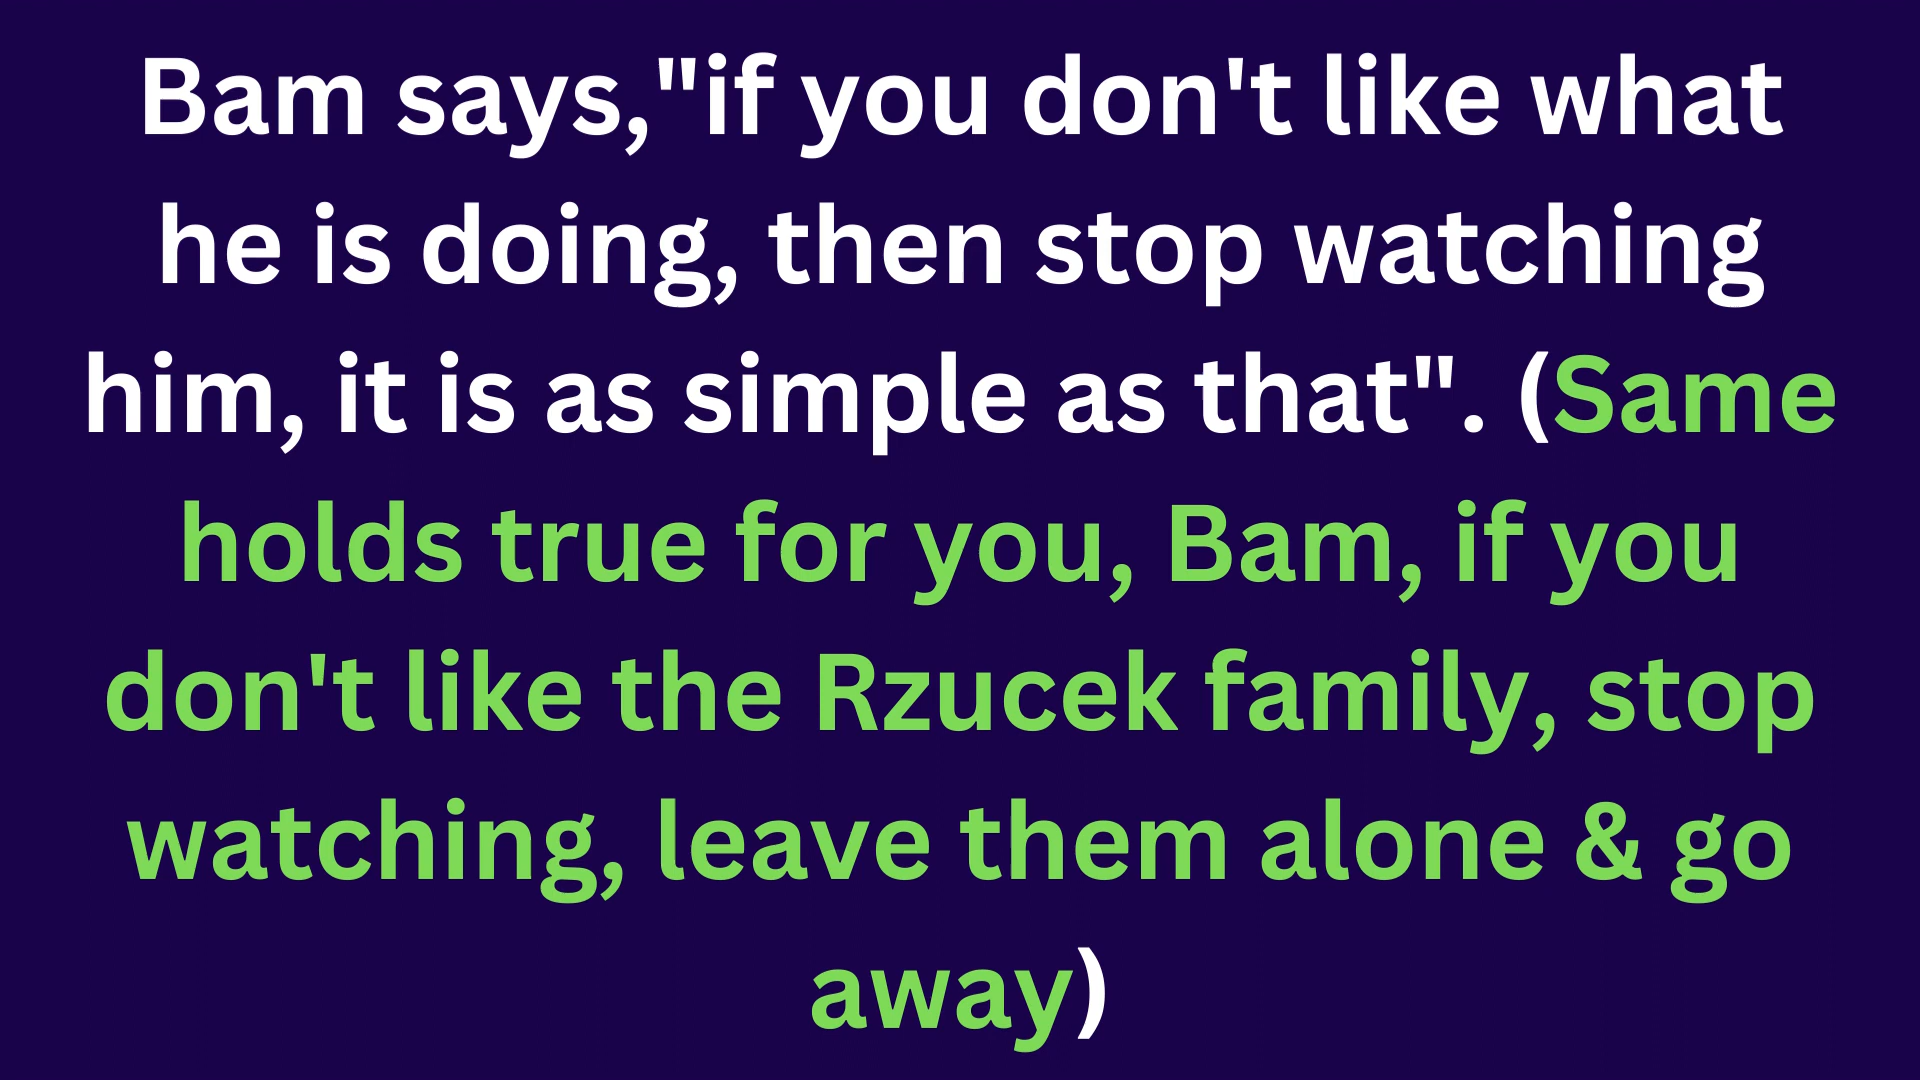 Bam says,"if you don't like what
he is doing, then stop watching
him, it is as simple as that". (Same
holds true for you, Bam, if you
don't like the Rzucek family, stop
watching, leave them alone & go
away)